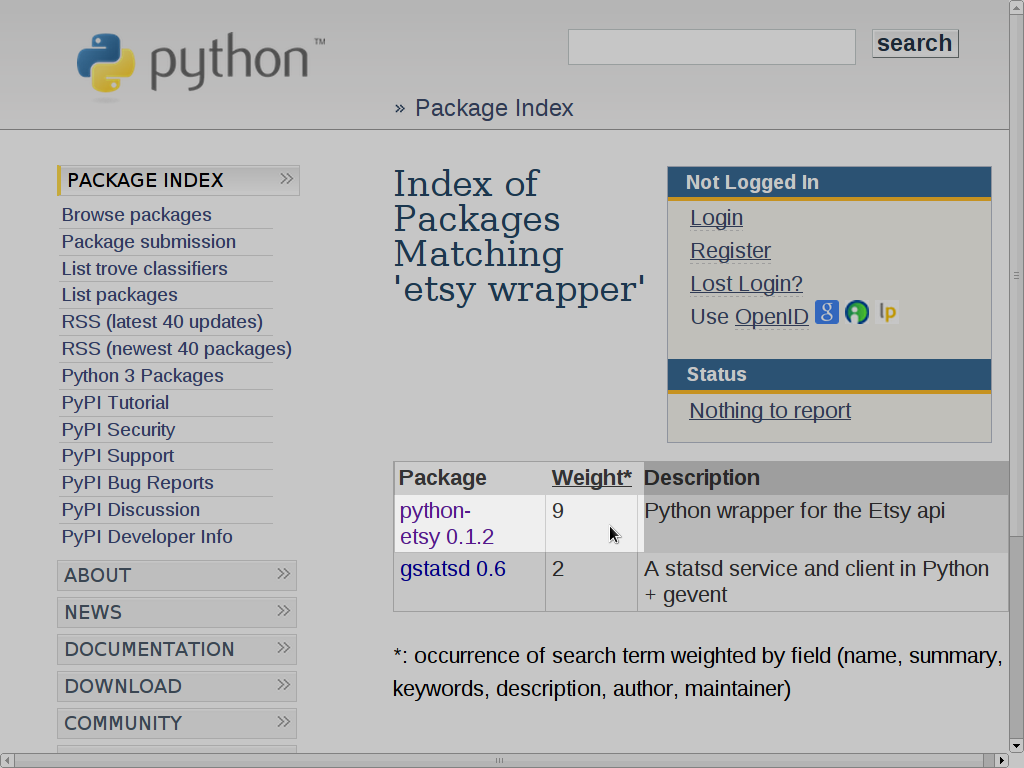 python™
search
» Package Index
PACKAGE INDEX »
Browse packages
Package submission
List trove classifiers
List packages
RSS (latest 40 updates)
RSS (newest 40 packages)
Python 3 Packages
PyPI Tutorial
PyPI Security
PyPI Support
PyPI Bug Reports
PyPI Discussion
PyPI Developer Info
ABOUT »
NEWS »
DOCUMENTATION »
DOWNLOAD »
COMMUNITY »
Index of
Packages
Matching
'etsy wrapper'
Not Logged In
Login
Register
Lost Login?
Use OpenID g lp
Status
Nothing to report
Package Weight* Description
python-
etsy 0.1.2 9 Python wrapper for the Etsy api
gstatsd 0.6 2 A statsd service and client in Python
+ gevent
*: occurrence of search term weighted by field (name, summary,
keywords, description, author, maintainer)